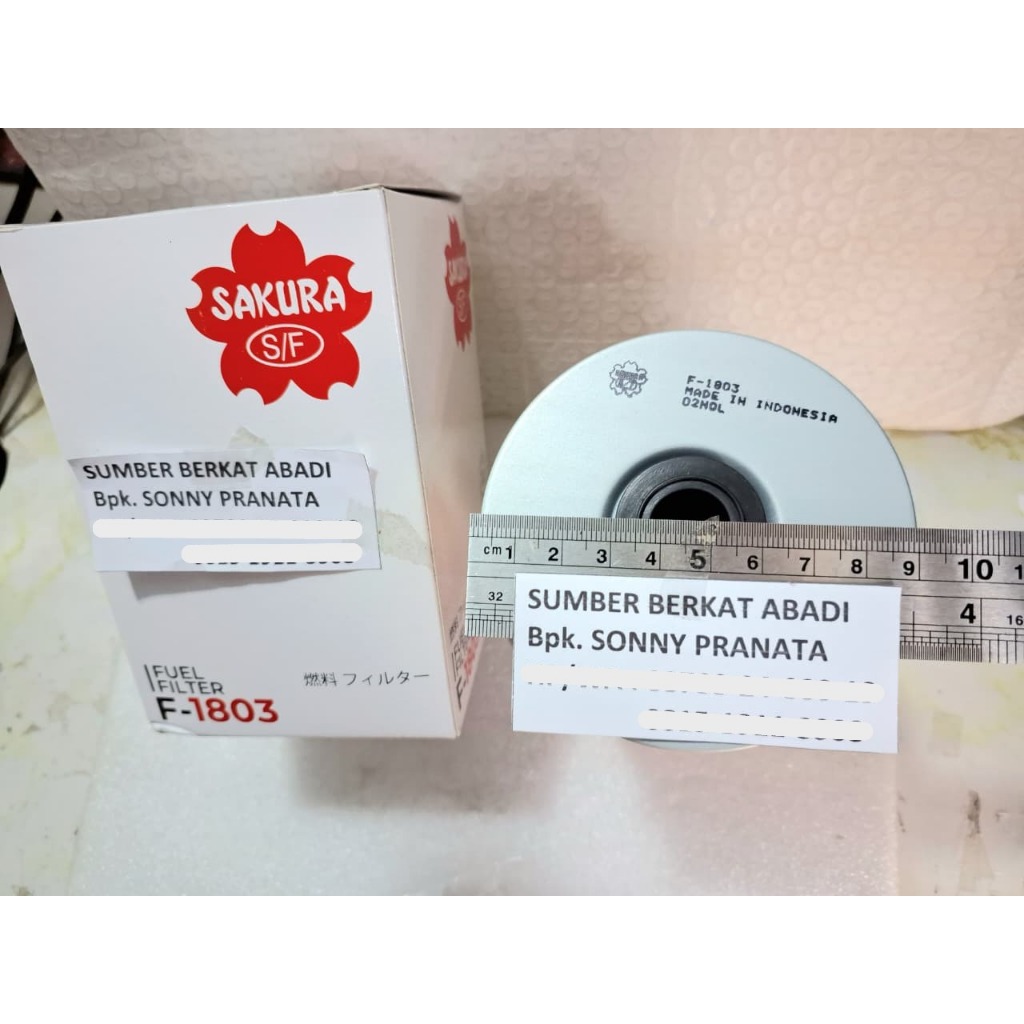 SAKURA
S/F
SUMBER BERKAT ABADI
Bpk. SONNY PRANATA
FUEL
FILTER
F-1803
燃料フィルター
F-1803
MADE IN INDONESIA
cm 1 2 3 4 5 6 7 8 9 10 1
32
4 16
SUMBER BERKAT ABADI
Bpk. SONNY PRANATA